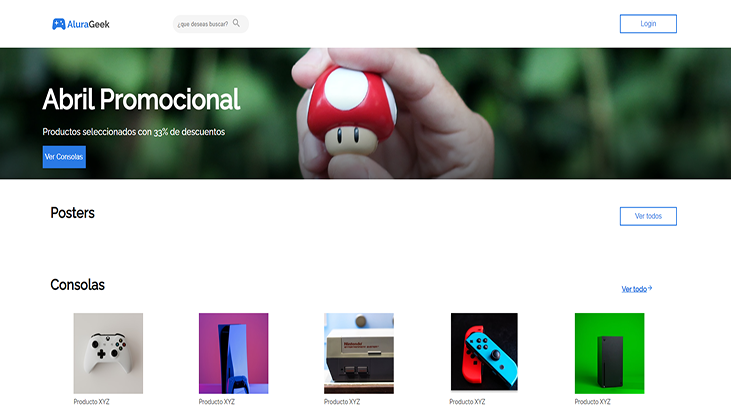 AluraGeek
¿que deseas buscar?
Login
Abril Promocional
Productos seleccionados con 33% de descuentos
Ver Consolas
Posters
Ver todos
Consolas
Ver todo
Nintendo
Producto XYZ
Producto XYZ
Producto XYZ
Producto XYZ
Producto XYZ